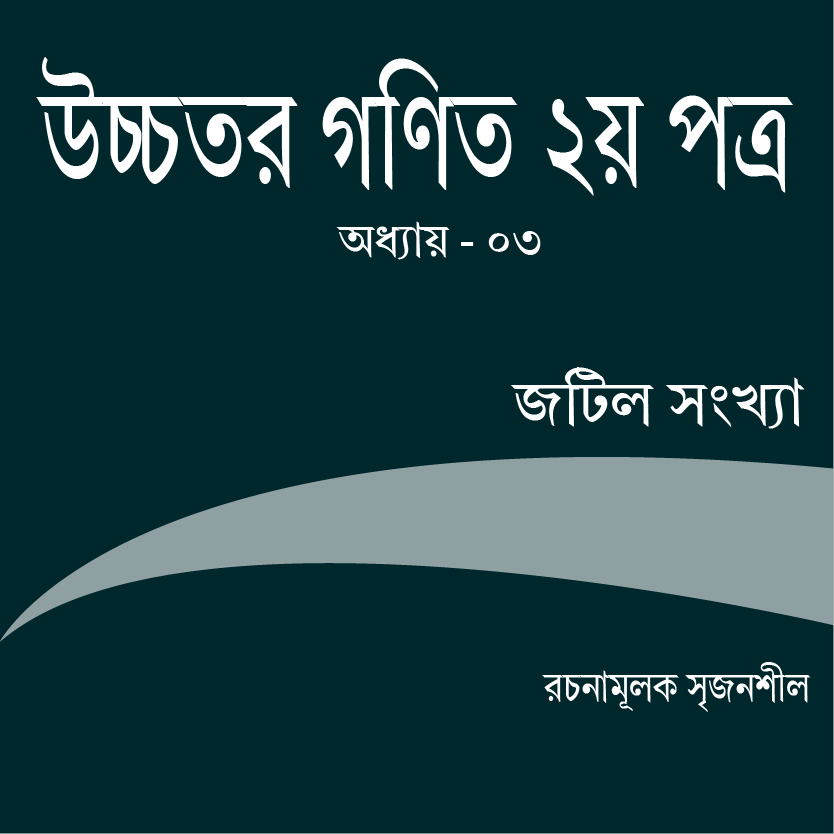 উচ্চতর গণিত ২য় পত্র
অধ্যায় - ০৩
জটিল সংখ্যা
রচনামূলক সৃজনশীল